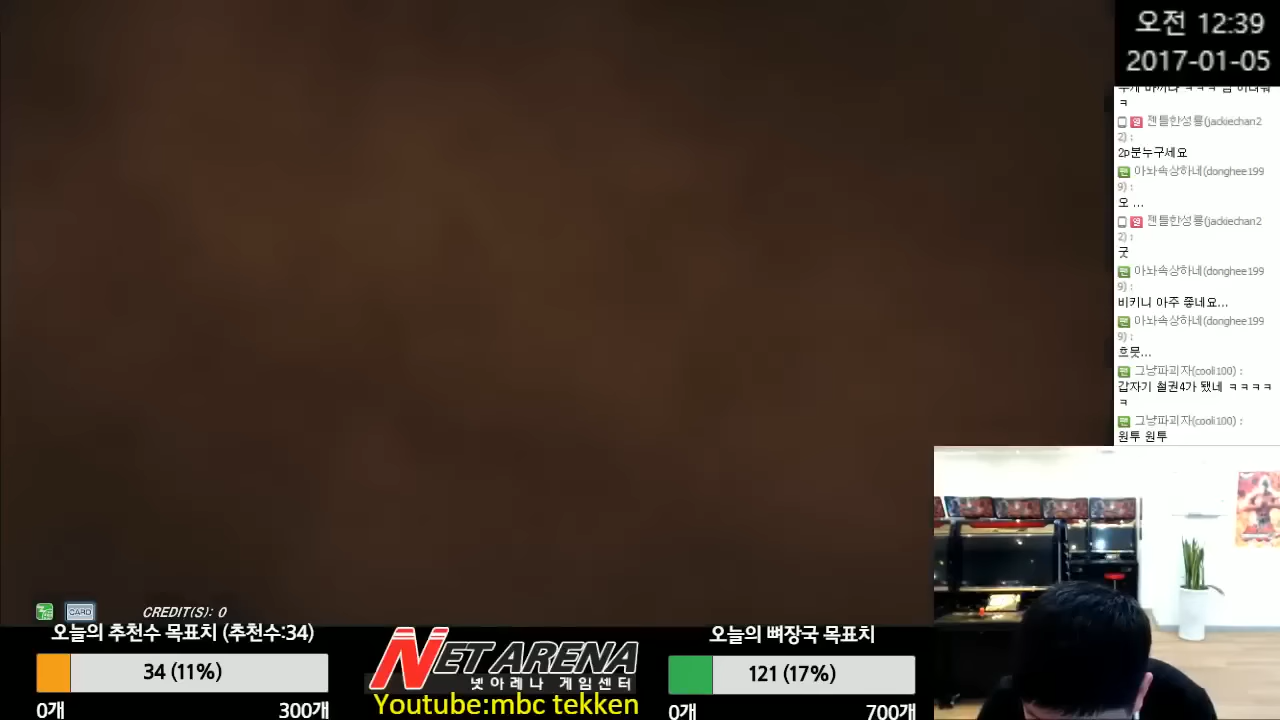 오전 12:39
2017-01-05
ㅋ
젠틀한성룡(jackiechan2
2) :
2p분누구세요
아놔속상하네(donghee199
9) :
오 ...
젠틀한성룡(jackiechan2
2) :
굿
아놔속상하네(donghee199
9) :
비키니 아주 좋네요...
아놔속상하네(donghee199
9) :
흐뭇...
그냥파괴자(cooli100) :
갑자기 철권4가 됐네 ㅋㅋㅋㅋ
ㅋ
그냥파괴자(cooli100) :
원투 원투
CARD
CREDIT(S): 0
오늘의 추천수 목표치 (추천수:34)
34 (11%)
0개
300개
NET ARENA
넷아레나 게임센터
Youtube:mbc tekken
오늘의 뼈장국 목표치
121 (17%)
0개
700개